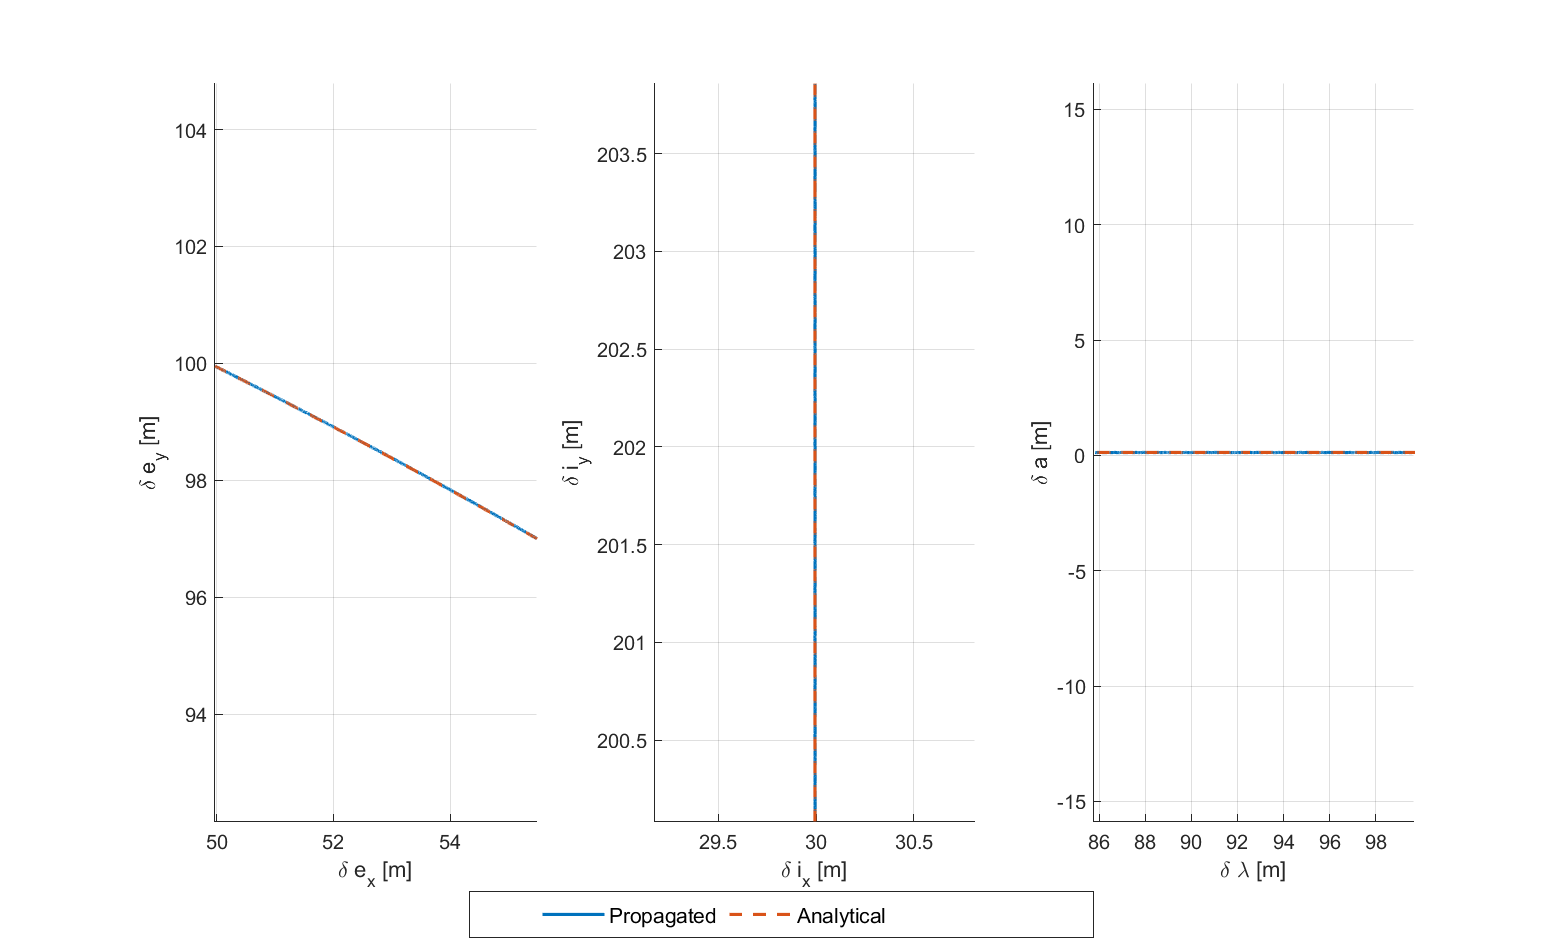 104
102
100
98
96
94
δ e_y [m]
50 52 54
δ e_x [m]
203.5
203
202.5
202
201.5
201
200.5
δ i_y [m]
29.5 30 30.5
δ i_x [m]
15
10
5
0
-5
-10
-15
δ a [m]
86 88 90 92 94 96 98
δ λ [m]
Propagated Analytical